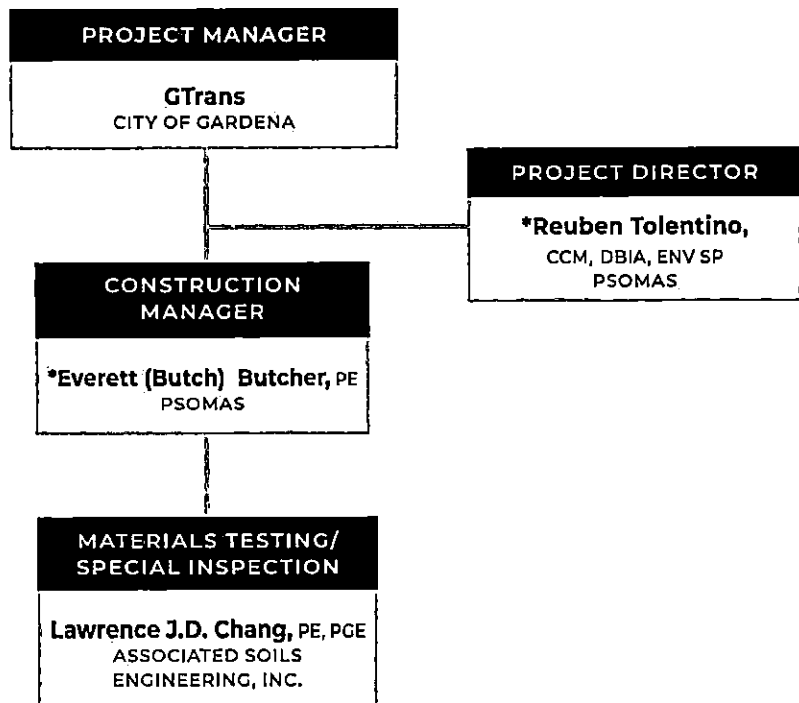 PROJECT MANAGER
GTrans
CITY OF GARDENA
PROJECT DIRECTOR
*Reuben Tolentino,
CCM, DBIA, ENV SP
PSOMAS
CONSTRUCTION
MANAGER
*Everett (Butch) Butcher, PE
PSOMAS
MATERIALS TESTING/
SPECIAL INSPECTION
Lawrence J.D. Chang, PE, PGE
ASSOCIATED SOILS
ENGINEERING, INC.